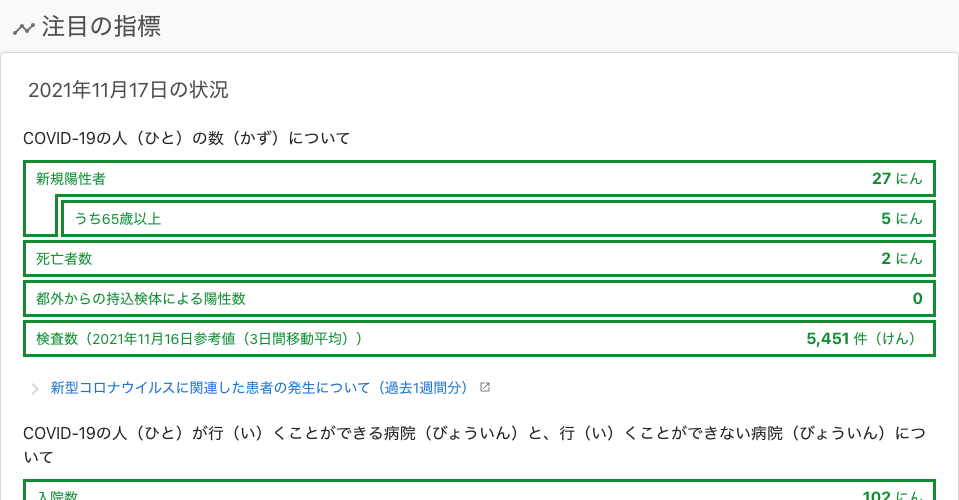 注目の指標
2021年11月17日の状況
COVID-19の人（ひと）の数（かず）について
新規陽性者 27 にん
うち65歳以上 5 にん
死亡者数 2 にん
都外からの持込検体による陽性数 0
検査数（2021年11月16日参考値（3日間移動平均）） 5,451 件（けん）
新型コロナウイルスに関連した患者の発生について（過去1週間分）
COVID-19の人（ひと）が行（い）くことができる病院（びょういん）と、行（い）くことができない病院（びょういん）につ
いて
入院数 102 にん